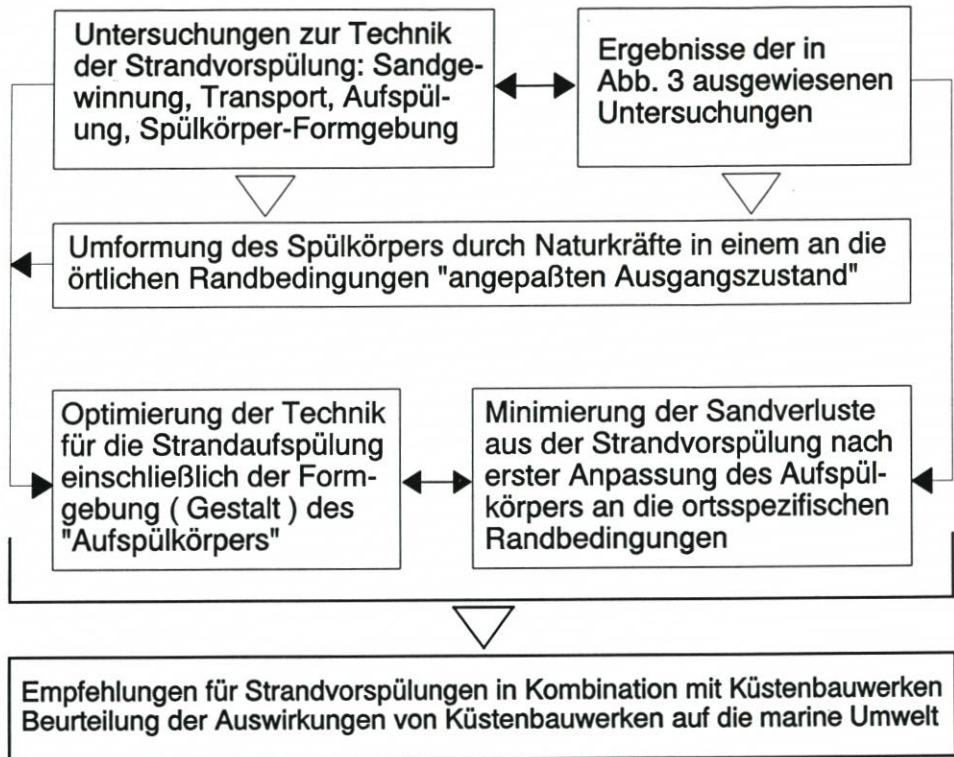 Untersuchungen zur Technik
der Strandvorspülung: Sandge-
winnung, Transport, Aufspül-
ung, Spülkörper-Formgebung
Ergebnisse der in
Abb. 3 ausgewiesenen
Untersuchungen
Umformung des Spülkörpers durch Naturkräfte in einem an die
örtlichen Randbedingungen "angepaßten Ausgangszustand"
Optimierung der Technik
für die Strandaufspülung
einschließlich der Form-
gebung ( Gestalt ) des
"Aufspülkörpers"
Minimierung der Sandverluste
aus der Strandvorspülung nach
erster Anpassung des Aufspül-
körpers an die ortsspezifischen
Randbedingungen
Empfehlungen für Strandvorspülungen in Kombination mit Küstenbauwerken
Beurteilung der Auswirkungen von Küstenbauwerken auf die marine Umwelt